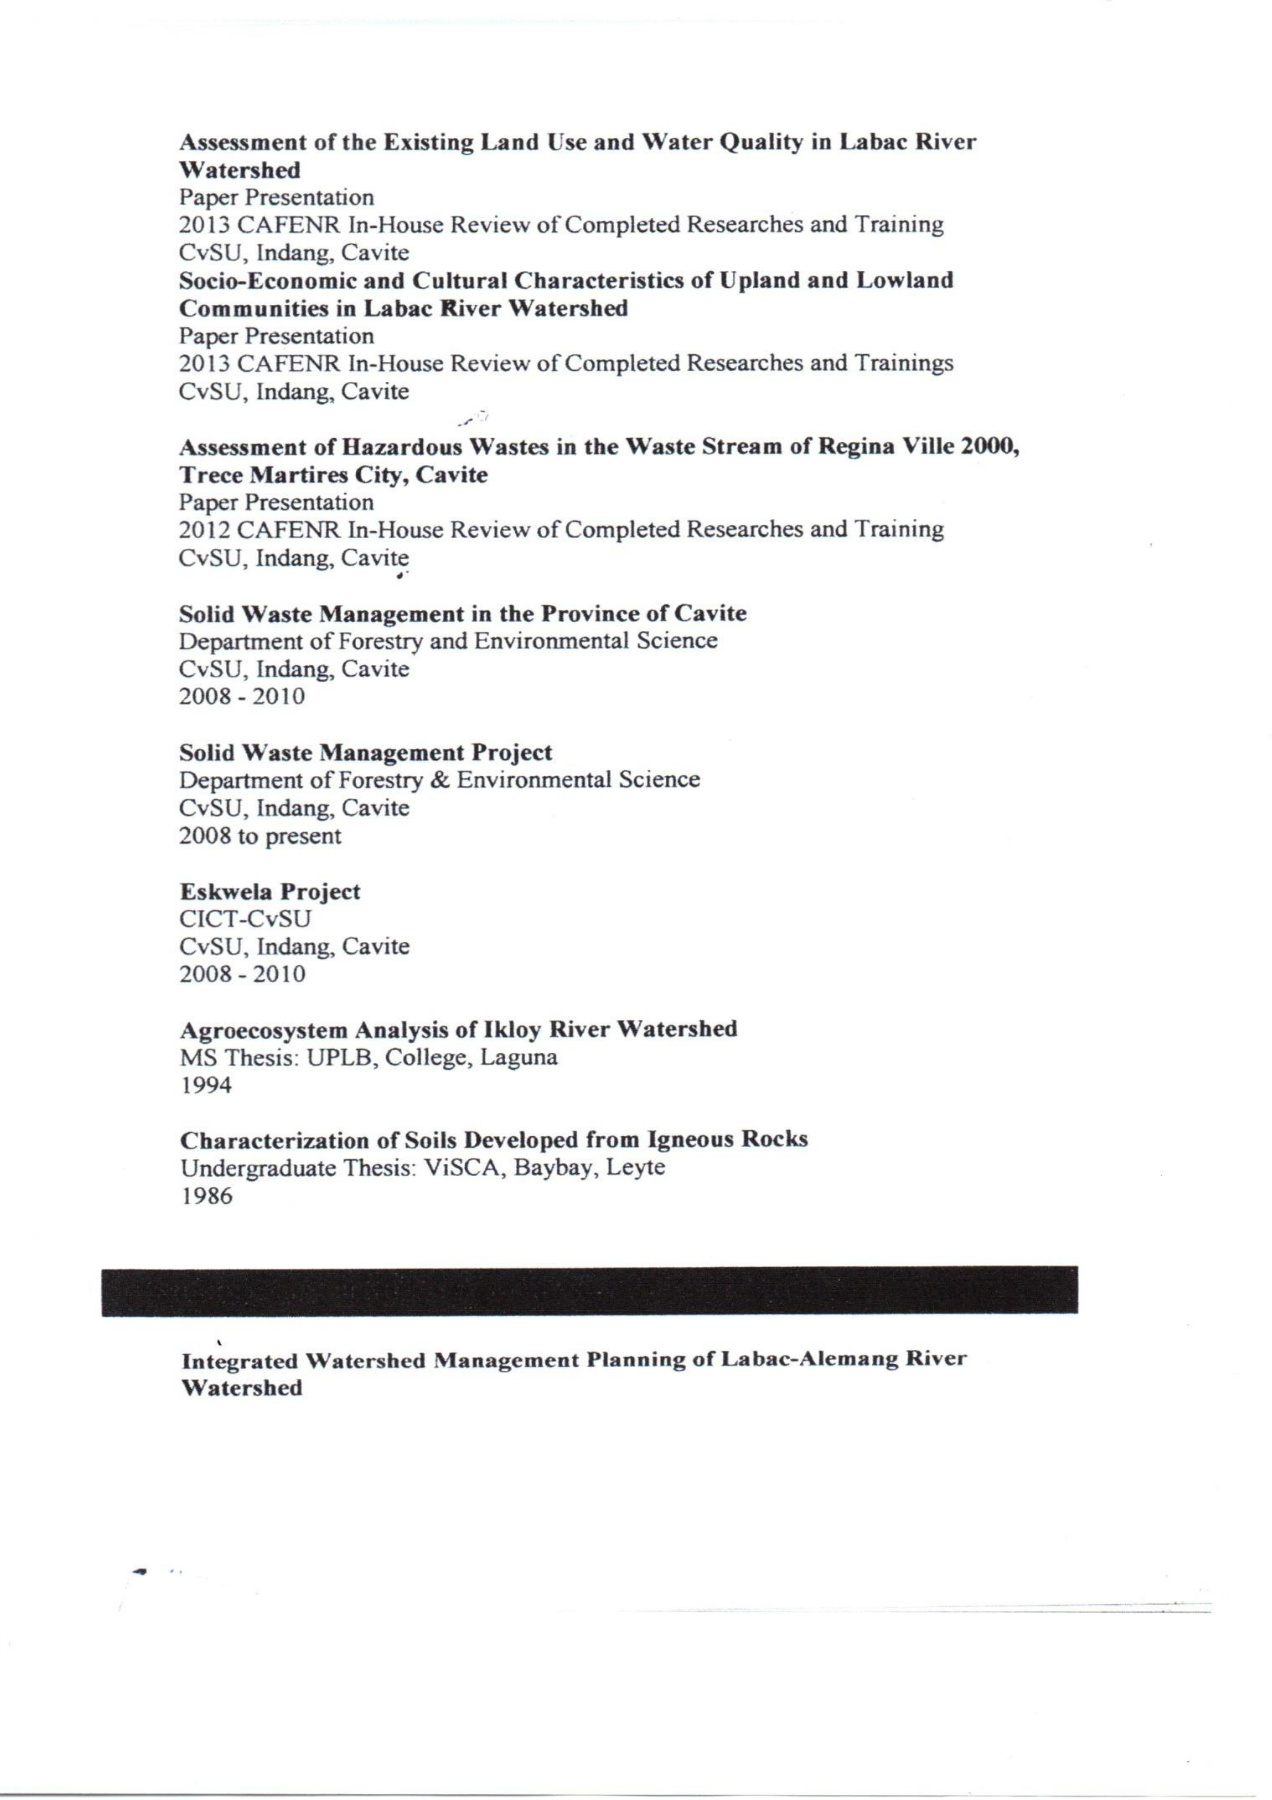 Assessment of the Existing Land Use and Water Quality in Labac River
Watershed
Paper Presentation
2013 CAFENR In-House Review of Completed Researches and Training
CvSU, Indang, Cavite
Socio-Economic and Cultural Characteristics of Upland and Lowland
Communities in Labac River Watershed
Paper Presentation
2013 CAFENR In-House Review of Completed Researches and Trainings
CvSU, Indang, Cavite
Assessment of Hazardous Wastes in the Waste Stream of Regina Ville 2000,
Trece Martires City, Cavite
Paper Presentation
2012 CAFENR In-House Review of Completed Researches and Training
CvSU, Indang, Cavite
Solid Waste Management in the Province of Cavite
Department of Forestry and Environmental Science
CvSU, Indang, Cavite
2008 - 2010
Solid Waste Management Project
Department of Forestry & Environmental Science
CvSU, Indang, Cavite
2008 to present
Eskwela Project
CICT-CvSU
CvSU, Indang, Cavite
2008 - 2010
Agroecosystem Analysis of Ikloy River Watershed
MS Thesis: UPLB, College, Laguna
1994
Characterization of Soils Developed from Igneous Rocks
Undergraduate Thesis: ViSCA, Baybay, Leyte
1986
Integrated Watershed Management Planning of Labac-Alemang River
Watershed